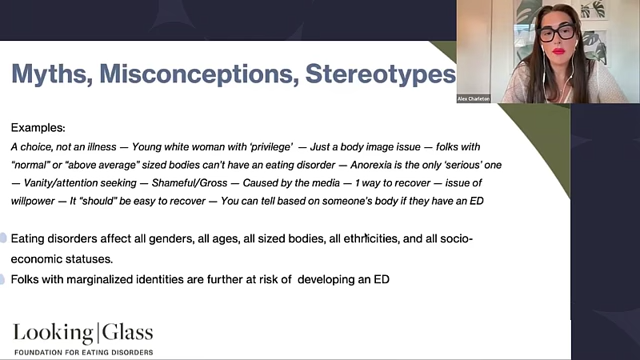 Myths, Misconceptions, Stereotypes
Alex Charleton
Examples:
A choice, not an illness — Young white woman with 'privilege' — Just a body image issue — folks with
"normal" or "above average" sized bodies can't have an eating disorder — Anorexia is the only 'serious' one
— Vanity/attention seeking — Shameful/Gross — Caused by the media — 1 way to recover — issue of
willpower — It "should" be easy to recover — You can tell based on someone's body if they have an ED
Eating disorders affect all genders, all ages, all sized bodies, all ethnicities, and all socio-
economic statuses.
Folks with marginalized identities are further at risk of developing an ED
Looking|Glass
FOUNDATION FOR EATING DISORDERS